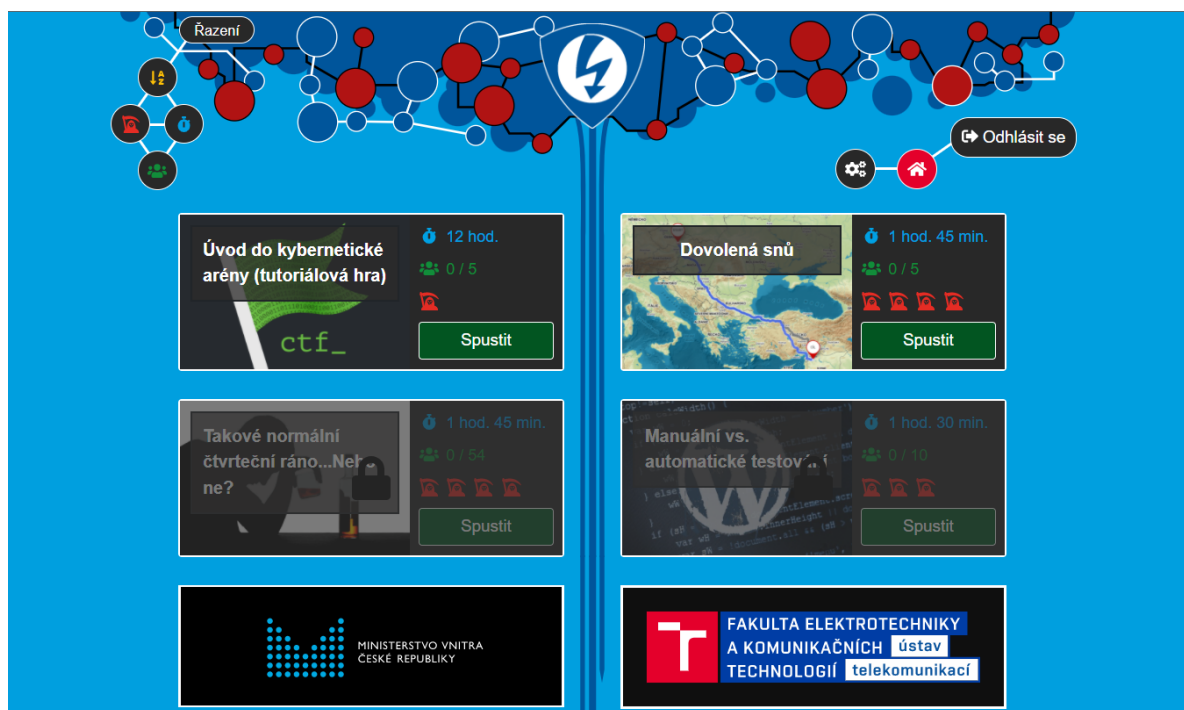 Řazení
Odhlásit se
Úvod do kybernetické
arény (tutoriálová hra)
12 hod.
0 / 5
ctf_
Spustit
Dovolená snů
1 hod. 45 min.
0 / 5
Spustit
Takové normální
čtvrteční ráno...Nebo
ne?
1 hod. 45 min.
0 / 54
Spustit
Manuální vs.
automatické testování
1 hod. 30 min.
0 / 10
Spustit
MINISTERSTVO VNITRA
ČESKÉ REPUBLIKY
FAKULTA ELEKTROTECHNIKY
A KOMUNIKAČNÍCH ústav
TECHNOLOGIÍ telekomunikací